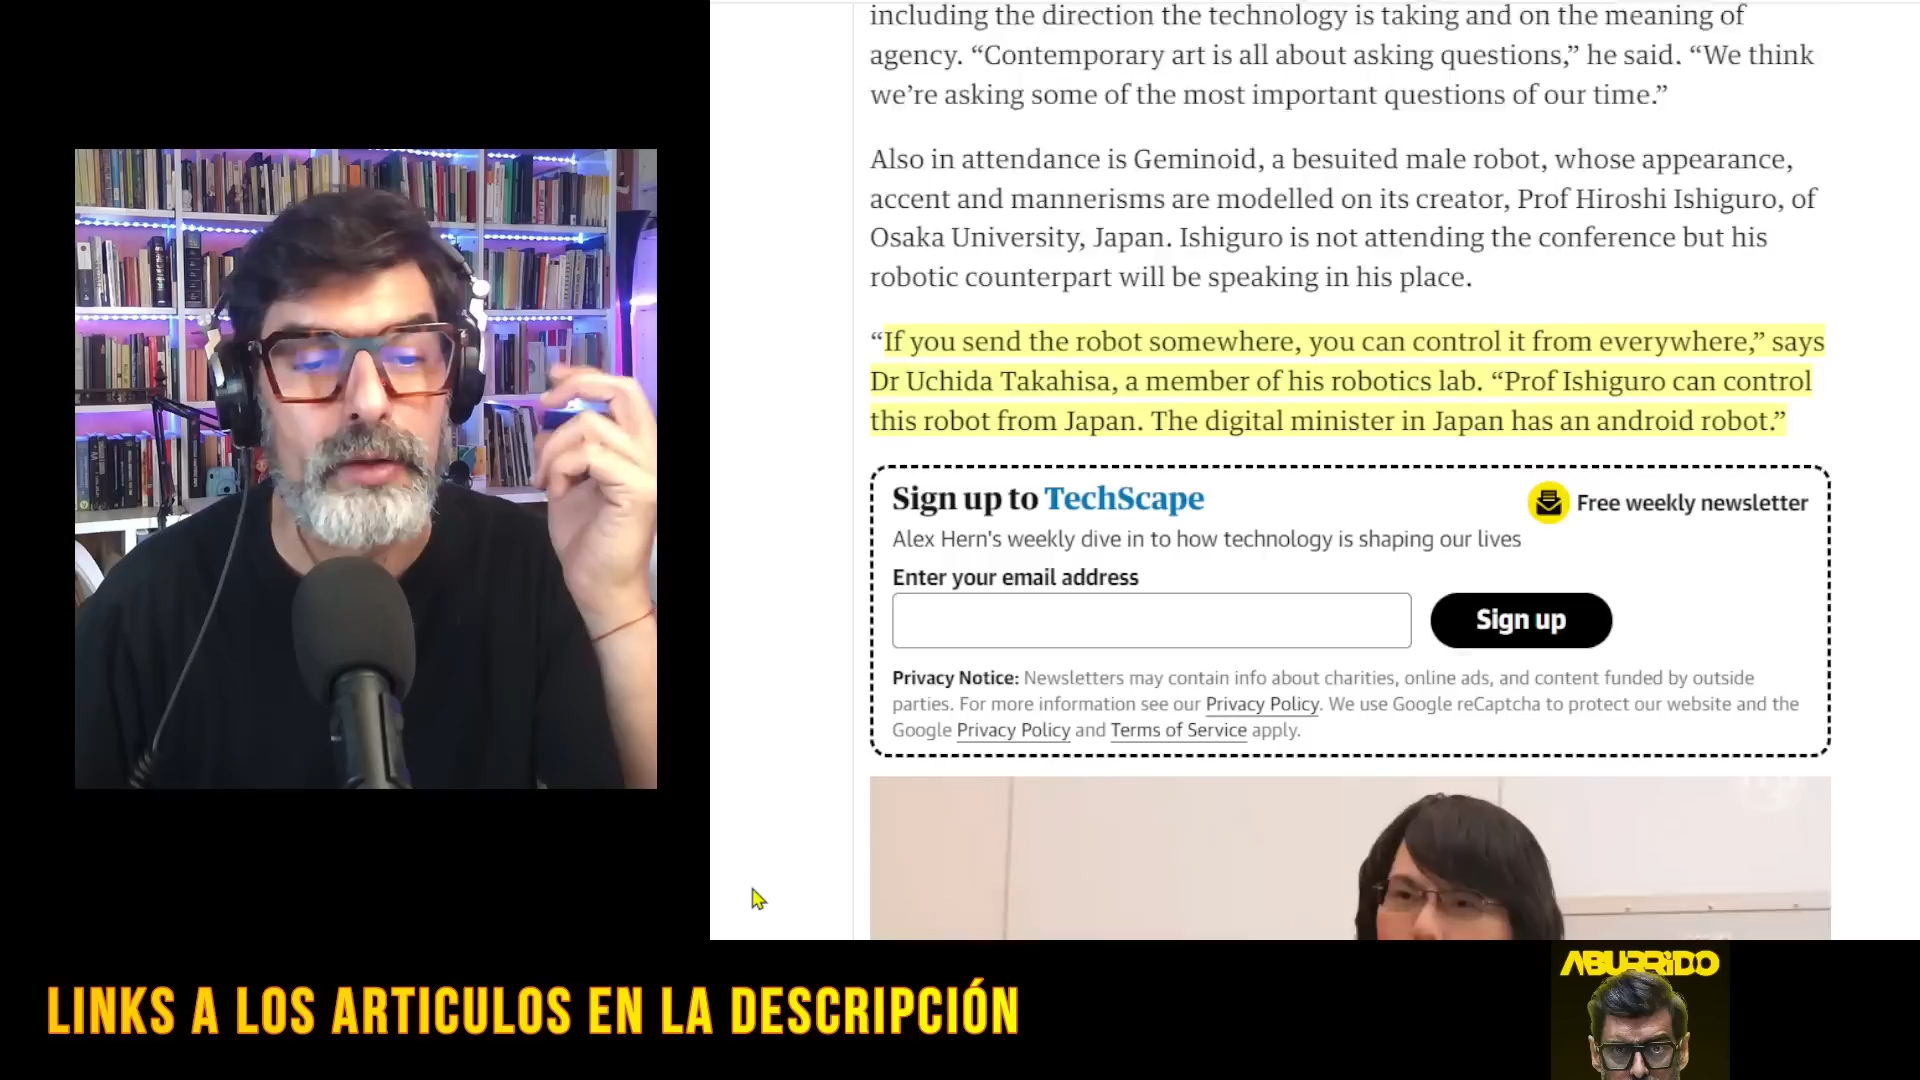 including the direction the technology is taking and on the meaning of
agency. “Contemporary art is all about asking questions,” he said. “We think
we’re asking some of the most important questions of our time.”
Also in attendance is Geminoid, a besuited male robot, whose appearance,
accent and mannerisms are modelled on its creator, Prof Hiroshi Ishiguro, of
Osaka University, Japan. Ishiguro is not attending the conference but his
robotic counterpart will be speaking in his place.
“If you send the robot somewhere, you can control it from everywhere,” says
Dr Uchida Takahisa, a member of his robotics lab. “Prof Ishiguro can control
this robot from Japan. The digital minister in Japan has an android robot.”
Sign up to TechScape
Free weekly newsletter
Alex Hern's weekly dive in to how technology is shaping our lives
Enter your email address
Sign up
Privacy Notice: Newsletters may contain info about charities, online ads, and content funded by outside
parties. For more information see our Privacy Policy. We use Google reCaptcha to protect our website and the
Google Privacy Policy and Terms of Service apply.
LINKS A LOS ARTICULOS EN LA DESCRIPCIÓN
ABURRIDO